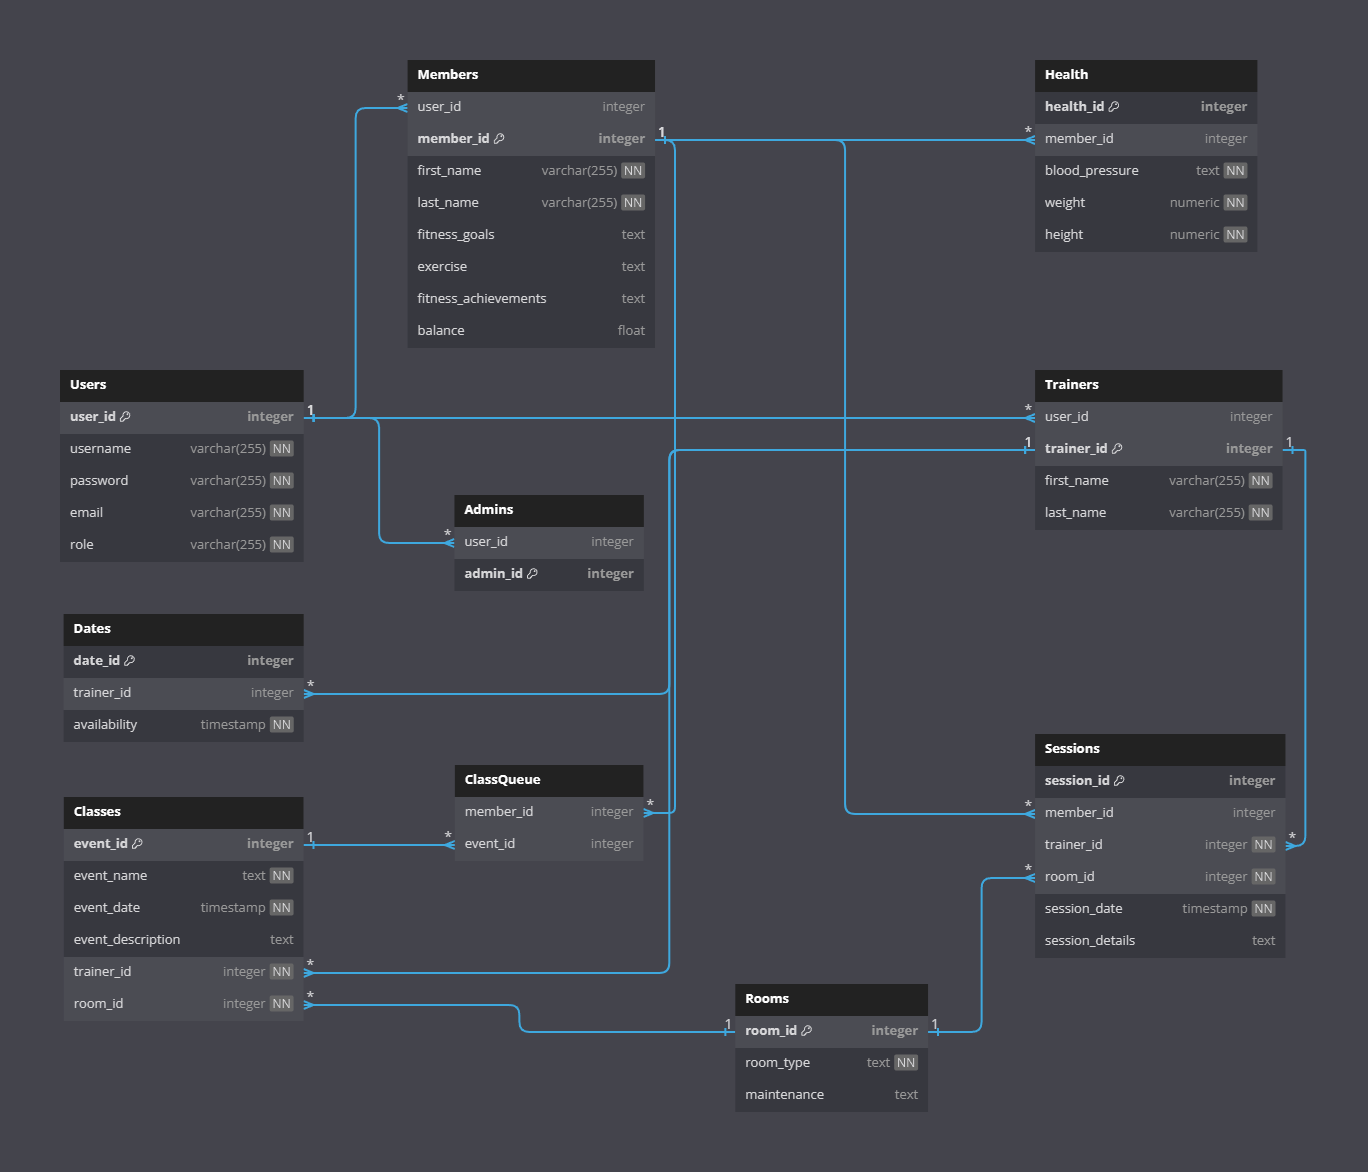 Members
* user_id integer
member_id integer 1
first_name varchar(255) NN
last_name varchar(255) NN
fitness_goals text
exercise text
fitness_achievements text
balance float
Health
health_id integer
* member_id integer
blood_pressure text NN
weight numeric NN
height numeric NN
Users
user_id integer 1
username varchar(255) NN
password varchar(255) NN
email varchar(255) NN
role varchar(255) NN
Trainers
* user_id integer
1 trainer_id integer 1
first_name varchar(255) NN
last_name varchar(255) NN
Admins
* user_id integer
admin_id integer
Dates
date_id integer
trainer_id integer *
availability timestamp NN
ClassQueue
member_id integer *
* event_id integer
Sessions
session_id integer
* member_id integer
trainer_id integer NN *
* room_id integer NN
session_date timestamp NN
session_details text
Classes
event_id integer 1
event_name text NN
event_date timestamp NN
event_description text
trainer_id integer NN *
room_id integer NN *
Rooms
1 room_id integer 1
room_type text NN
maintenance text